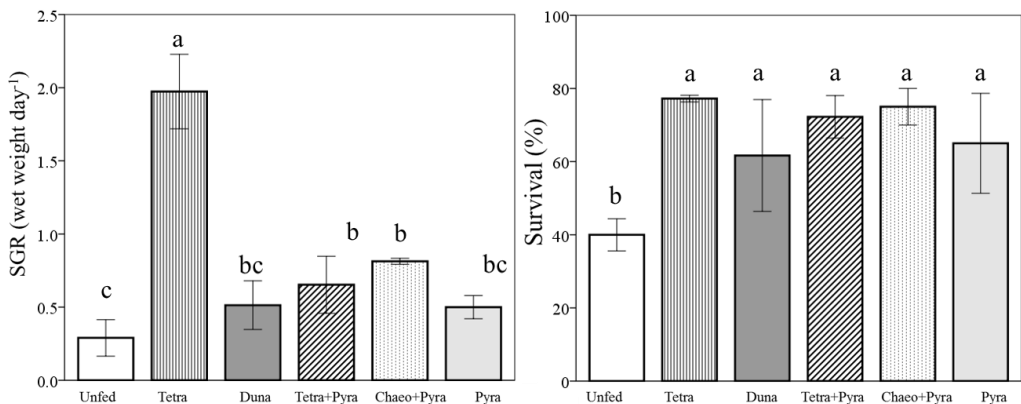 SGR (wet weight day-1)
2.5
2.0
1.5
1.0
0.5
0.0
c
a
bc
b
b
bc
Unfed Tetra Duna Tetra+Pyra Chaeo+Pyra Pyra
Survival (%)
100
80
60
40
20
0
b
a
a
a
a
a
Unfed Tetra Duna Tetra+Pyra Chaeo+Pyra Pyra